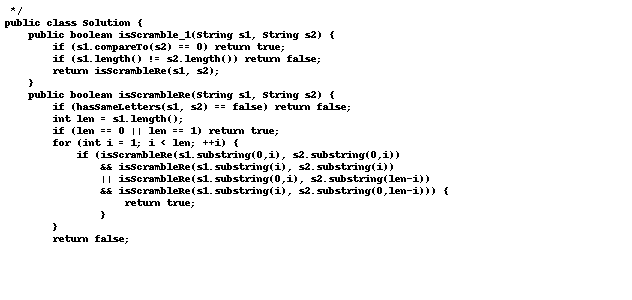 */
public class Solution {
    public boolean isScramble_1(String s1, String s2) {
        if (s1.compareTo(s2) == 0) return true;
        if (s1.length() != s2.length()) return false;
        return isScrambleRe(s1, s2);
    }
    public boolean isScrambleRe(String s1, String s2) {
        if (hasSameLetters(s1, s2) == false) return false;
        int len = s1.length();
        if (len == 0 || len == 1) return true;
        for (int i = 1; i < len; ++i) {
            if (isScrambleRe(s1.substring(0,i), s2.substring(0,i))
                && isScrambleRe(s1.substring(i), s2.substring(i))
                || isScrambleRe(s1.substring(0,i), s2.substring(len-i))
                && isScrambleRe(s1.substring(i), s2.substring(0,len-i))) {
                    return true;
                }
        }
        return false;